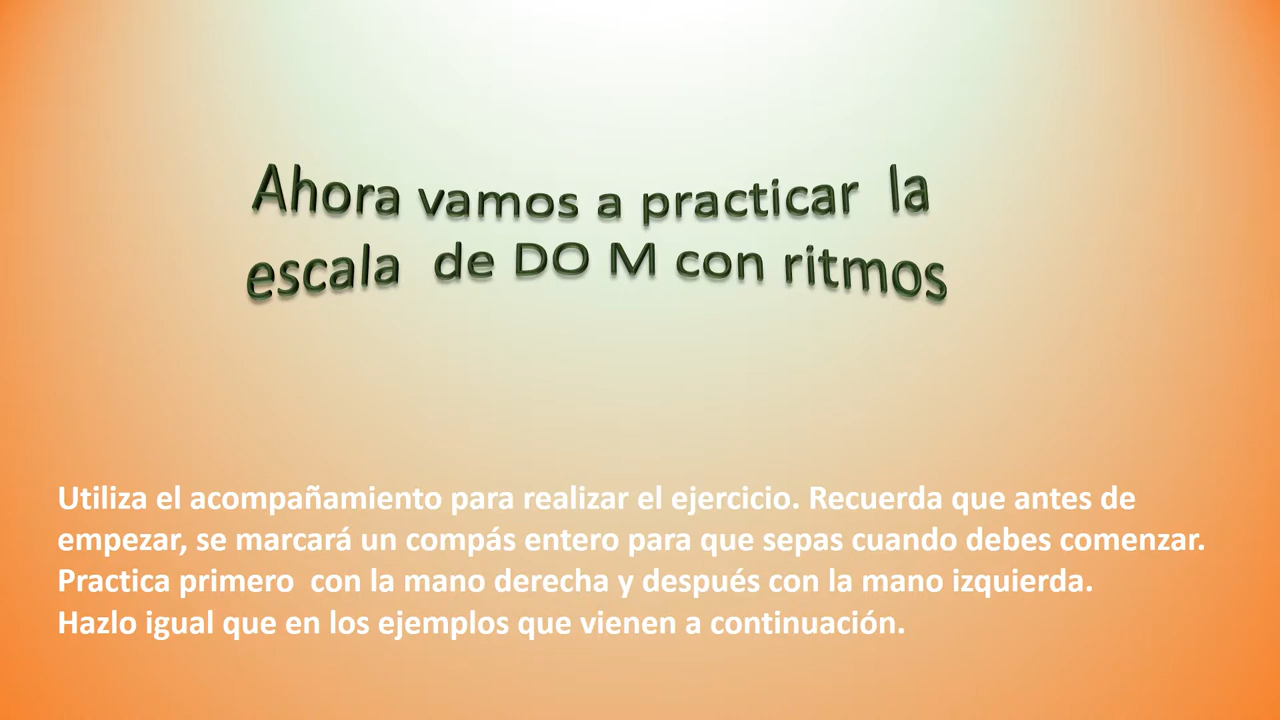 Ahora vamos a practicar la
escala de DO M con ritmos
Utiliza el acompañamiento para realizar el ejercicio. Recuerda que antes de
empezar, se marcará un compás entero para que sepas cuando debes comenzar.
Practica primero con la mano derecha y después con la mano izquierda.
Hazlo igual que en los ejemplos que vienen a continuación.